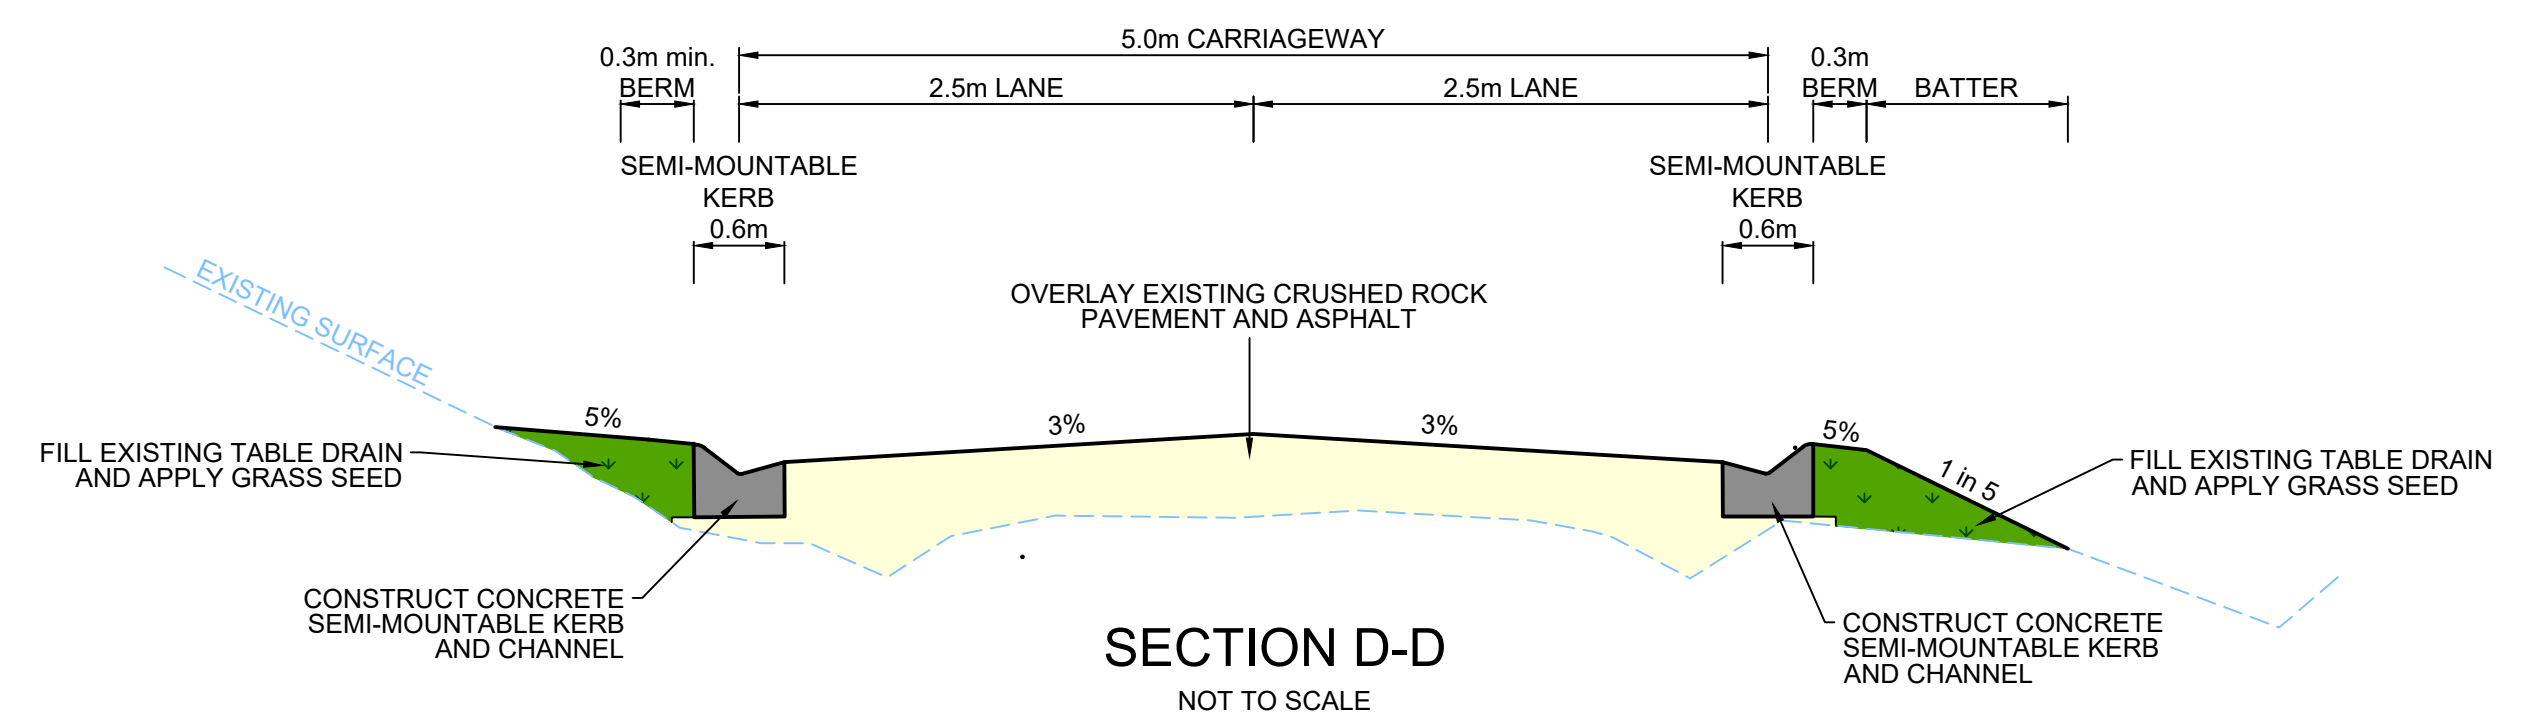 5.0m CARRIAGEWAY
0.3m min.
BERM
2.5m LANE
2.5m LANE
0.3m
BERM
BATTER
SEMI-MOUNTABLE
KERB
0.6m
SEMI-MOUNTABLE
KERB
0.6m
EXISTING SURFACE
OVERLAY EXISTING CRUSHED ROCK
PAVEMENT AND ASPHALT
5%
3%
3%
5%
1 in 5
FILL EXISTING TABLE DRAIN
AND APPLY GRASS SEED
FILL EXISTING TABLE DRAIN
AND APPLY GRASS SEED
CONSTRUCT CONCRETE
SEMI-MOUNTABLE KERB
AND CHANNEL
CONSTRUCT CONCRETE
SEMI-MOUNTABLE KERB
AND CHANNEL
SECTION D-D
NOT TO SCALE